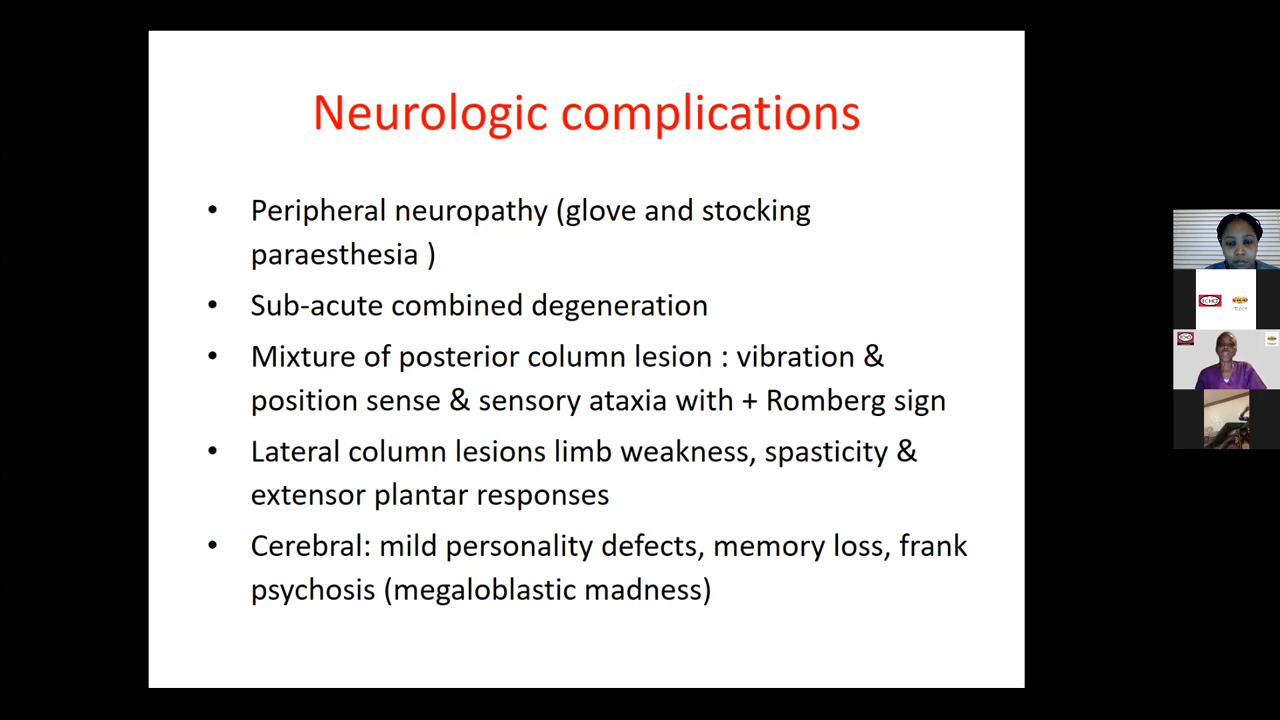 Neurologic complications
• Peripheral neuropathy (glove and stocking
paraesthesia )
• Sub-acute combined degeneration
• Mixture of posterior column lesion : vibration &
position sense & sensory ataxia with + Romberg sign
• Lateral column lesions limb weakness, spasticity &
extensor plantar responses
• Cerebral: mild personality defects, memory loss, frank
psychosis (megaloblastic madness)